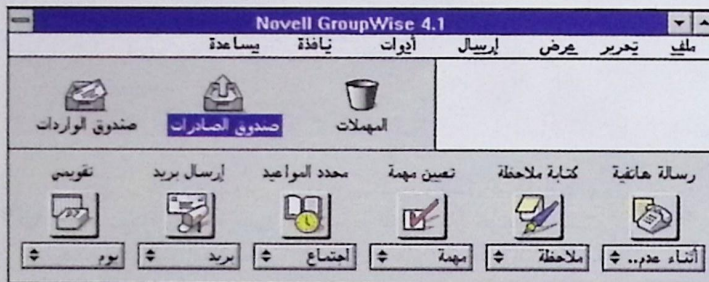 Novell GroupWise 4.1
ملف تحرير عرض إرسال أدوات نافذة مساعدة
المهملات صندوق الصادرات صندوق الواردات
رسالة هاتفية كتابة ملاحظة تعيين مهمة محدد المواعيد إرسال بريد تقويمي
أثناء عدم.. ملاحظة مهمة اجتماع بريد يوم